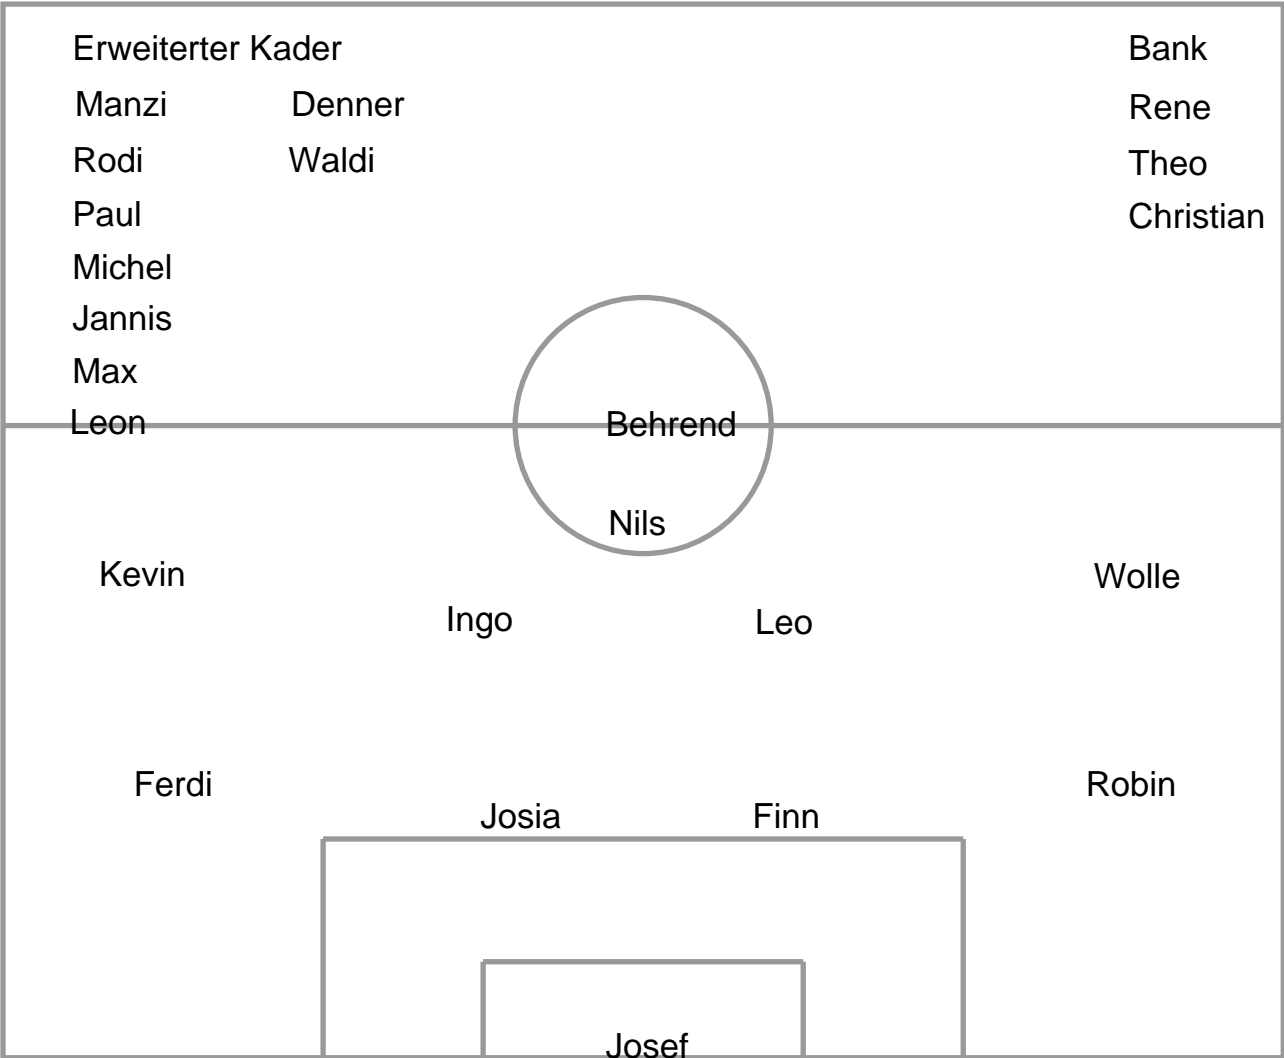 Erweiterter Kader
Bank
Manzi Denner
Rene
Rodi Waldi
Theo
Paul
Christian
Michel
Jannis
Max
Leon
Behrend
Nils
Kevin
Wolle
Ingo
Leo
Ferdi
Robin
Josia
Finn
Josef